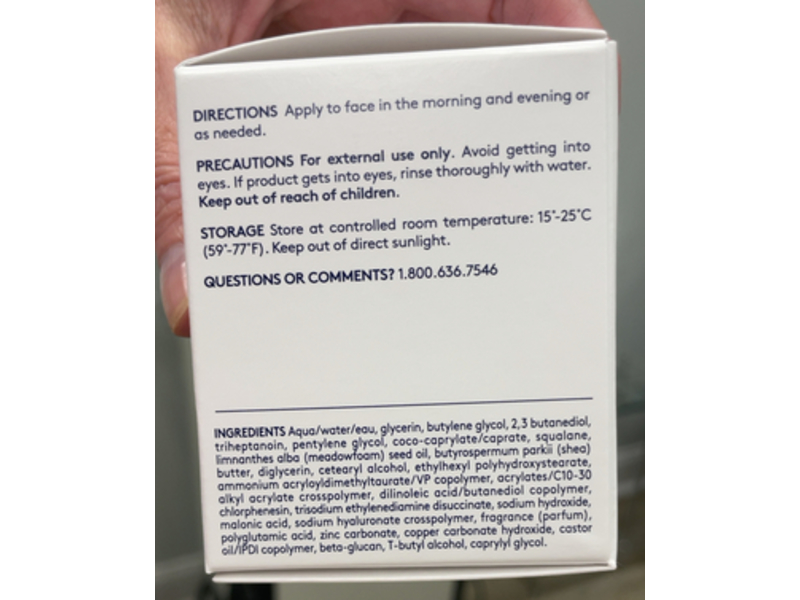 DIRECTIONS Apply to face in the morning and evening or
as needed.
PRECAUTIONS For external use only. Avoid getting into
eyes. If product gets into eyes, rinse thoroughly with water.
Keep out of reach of children.
STORAGE Store at controlled room temperature: 15°-25°C
(59°-77°F). Keep out of direct sunlight.
QUESTIONS OR COMMENTS? 1.800.636.7546
INGREDIENTS Aqua/water/eau, glycerin, butylene glycol, 2,3 butanediol,
triheptanoin, pentylene glycol, coco-caprylate/caprate, squalane,
limnanthes alba (meadowfoam) seed oil, butyrospermum parkii (shea)
butter, diglycerin, cetearyl alcohol, ethylhexyl polyhydroxystearate,
ammonium acryloyldimethyltaurate/VP copolymer, acrylates/C10-30
alkyl acrylate crosspolymer, dilinoleic acid/butanediol copolymer,
chlorphenesin, trisodium ethylenediamine disuccinate, sodium hydroxide,
malonic acid, sodium hyaluronate crosspolymer, fragrance (parfum),
polyglutamic acid, zinc carbonate, copper carbonate hydroxide, castor
oil/IPDI copolymer, beta-glucan, T-butyl alcohol, caprylyl glycol.